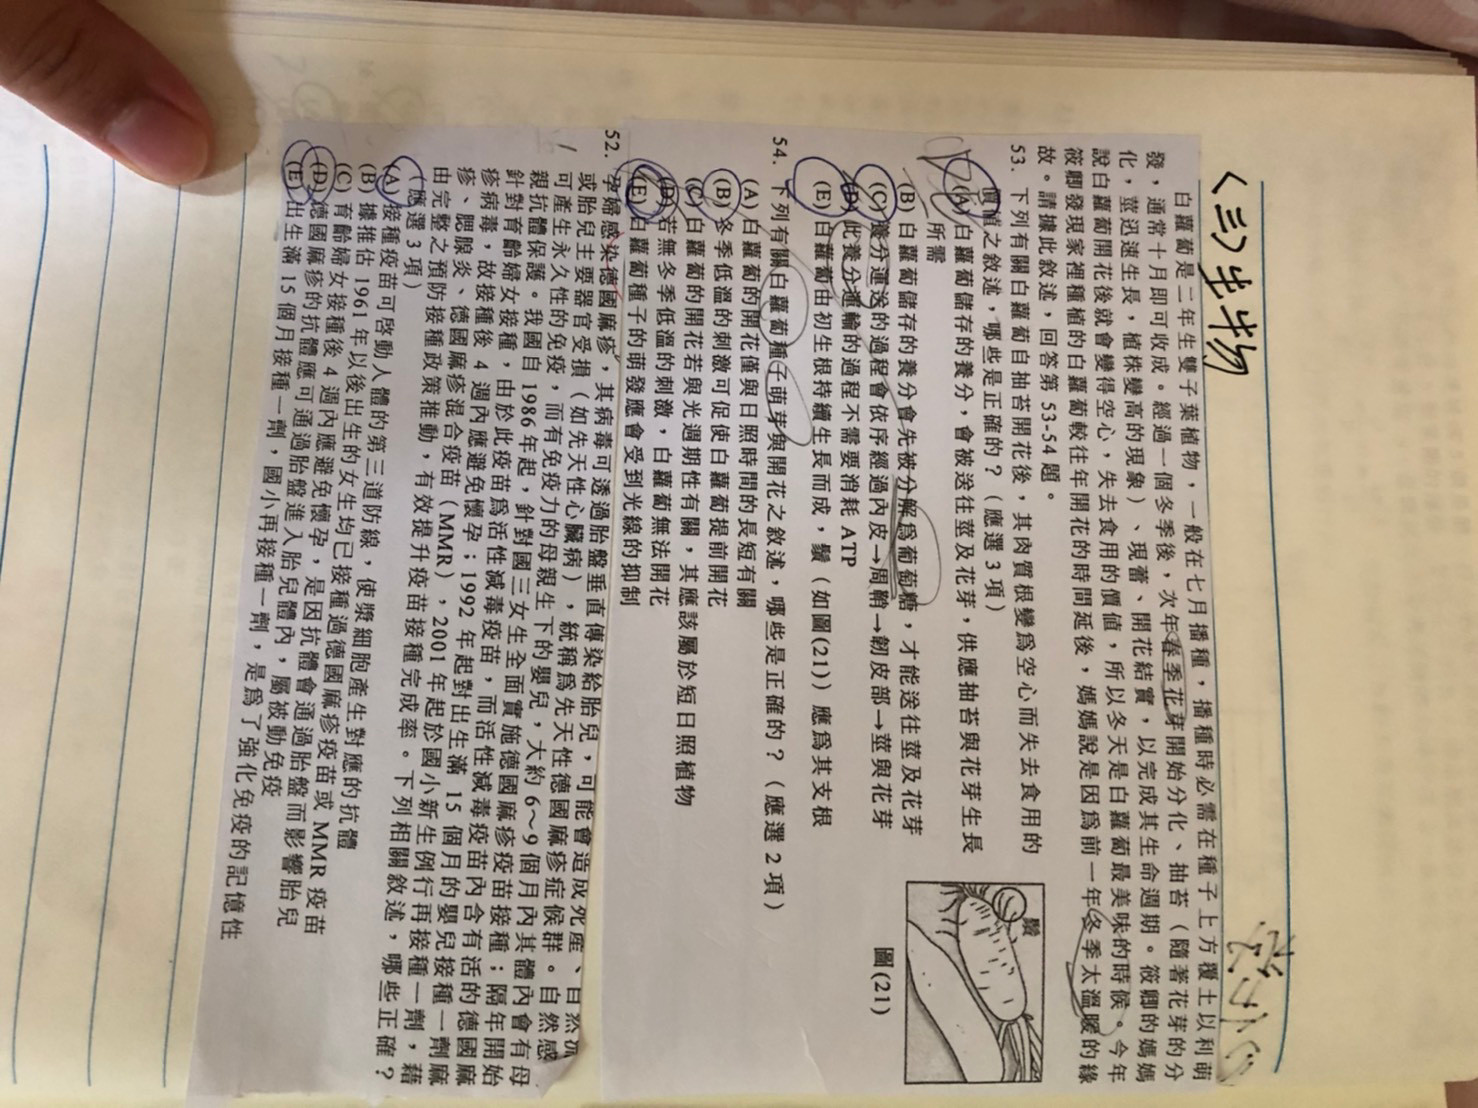 (三)生物
白蘿蔔是二年生雙子葉植物，一般在七月播種，播種時必需在種子上方覆土以利萌
發，通常十月即可收成。經過一個冬季後，次年春季花芽開始分化、抽苔（隨著花芽的分
化，莖迅速生長，植株變高的現象）、現蕾、開花結實，以完成其生命週期。筱卿的媽媽
說白蘿蔔開花後就會變得空心，失去食用的價值，所以冬天是白蘿蔔最美味的時候。今年
筱卿發現家裡種植的白蘿蔔較往年開花的時間延後，媽媽說是因為前一年冬季太溫暖的緣
故。請據此敘述，回答第 53-54 題。
53. 下列有關白蘿蔔自抽苔開花後，其肉質根變為空心而失去食用的
價值之敘述，哪些是正確的？（應選 3 項）
(A) 白蘿蔔儲存的養分，會被送往莖及花芽，供應抽苔與花芽生長
所需
(B) 白蘿蔔儲存的養分會先被分解為葡萄糖，才能送往莖及花芽
(C) 養分運送的過程會依序經過內皮→周鞘→韌皮部→莖與花芽
(D) 此養分運輸的過程不需要消耗 ATP
(E) 白蘿蔔由初生根持續生長而成，鬚（如圖(21)）應為其支根
鬚
圖(21)
54. 下列有關白蘿蔔種子萌芽與開花之敘述，哪些是正確的？（應選 2 項）
(A) 白蘿蔔的開花僅與日照時間的長短有關
(B) 冬季低溫的刺激可促使白蘿蔔提前開花
(C) 白蘿蔔的開花若與光週期性有關，其應該屬於短日照植物
(D) 若無冬季低溫的刺激，白蘿蔔無法開花
(E) 白蘿蔔種子的萌發應會受到光線的抑制
52. 孕婦感染德國麻疹，其病毒可透過胎盤垂直傳染給胎兒，可能會造成死產、自然流
或胎兒主要器官受損（如先天性心臟病），統稱為先天性德國麻疹症候群。自然感
可產生永久性的免疫，而有免疫力的母親生下的嬰兒，大約 6～9 個月內其體內會有母
親抗體保護。我國自 1986 年起，針對國三女生全面實施德國麻疹疫苗接種；隔年開始
針對育齡婦女接種，由於此疫苗為活性減毒疫苗，而活性減毒疫苗內含有活的德國麻
疹病毒，故接種後 4 週內應避免懷孕；1992 年起對出生滿 15 個月的嬰兒接種一劑麻
疹、腮腺炎、德國麻疹混合疫苗（MMR），2001 年起於國小新生例行再接種一劑，藉
由完整之預防接種政策推動，有效提升疫苗接種完成率。下列相關敘述，哪些正確？
（應選 3 項）
(A) 接種疫苗可啓動人體的第三道防線，使漿細胞產生對應的抗體
(B) 據推估 1961 年以後出生的女生均已接種過德國麻疹疫苗或 MMR 疫苗
(C) 育齡婦女接種後 4 週內應避免懷孕，是因抗體會通過胎盤而影響胎兒
(D) 德國麻疹的抗體應可通過胎盤進入胎兒體內，屬被動免疫
(E) 出生滿 15 個月接種一劑，國小再接種一劑，是為了強化免疫的記憶性